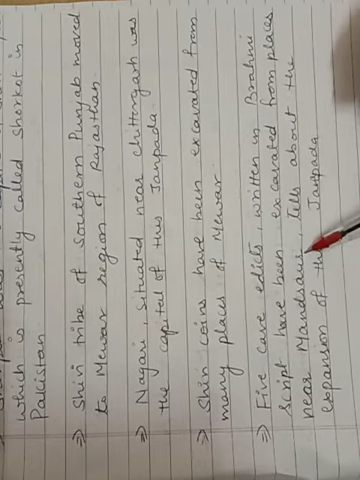 which is presently called Shorkot in
Pakistan
⇒ Shivi tribe of Southern Punjab moved
to Mewar region of Rajasthan
⇒ Nagari, situated near chittorgarh was
the capital of this Janpada
⇒ Shivi coins have been excavated from
many places of Mewar
⇒ Five cave edicts, written in Brahmi
script have been excavated from places
near Mandsaur, Tells about the
expansion of Janpada